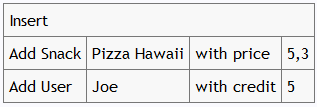 Insert
Add Snack Pizza Hawaii with price 5,3
Add User Joe with credit 5